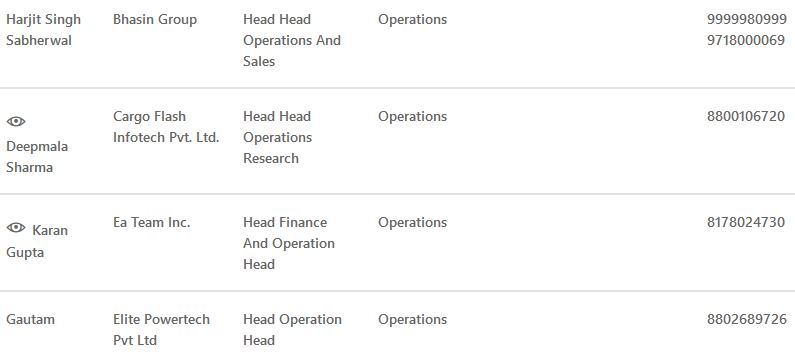 Harjit Singh Sabherwal Bhasin Group Head Head Operations And Sales Operations 9999980999 9718000069
Deepmala Sharma Cargo Flash Infotech Pvt. Ltd. Head Head Operations Research Operations 8800106720
Karan Gupta Ea Team Inc. Head Finance And Operation Head Operations 8178024730
Gautam Elite Powertech Pvt Ltd Head Operation Head Operations 8802689726